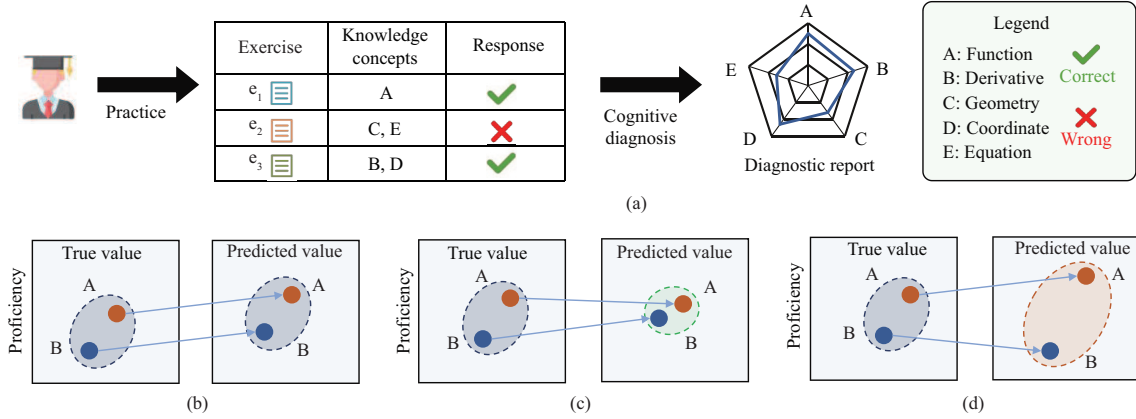 Practice
Exercise
Knowledge
concepts
Response
e1
A
e2
C, E
e3
B, D
Cognitive
diagnosis
A
B
C
D
E
Diagnostic report
Legend
A: Function
B: Derivative
C: Geometry
D: Coordinate
E: Equation
Correct
Wrong
(a)
Proficiency
True value
A
B
Predicted value
A
B
(b)
Proficiency
True value
A
B
Predicted value
A
B
(c)
Proficiency
True value
A
B
Predicted value
A
B
(d)